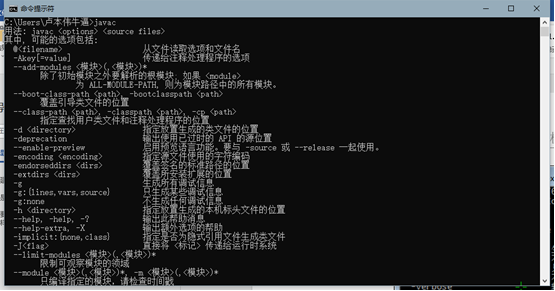 命令提示符
C:\Users\卢本伟牛逼>javac
用法: javac <options> <source files>
其中, 可能的选项包括:
@<filename> 从文件读取选项和文件名
-Akey[=value] 传递给注释处理程序的选项
--add-modules <模块>(,<模块>)*
除了初始模块之外要解析的根模块; 如果 <module>
为 ALL-MODULE-PATH, 则为模块路径中的所有模块。
--boot-class-path <path>, -bootclasspath <path>
覆盖引导类文件的位置
--class-path <path>, -classpath <path>, -cp <path>
指定查找用户类文件和注释处理程序的位置
-d <directory> 指定放置生成的类文件的位置
-deprecation 输出使用已过时的 API 的源位置
--enable-preview 启用预览语言功能。要与 -source 或 --release 一起使用。
-encoding <encoding> 指定源文件使用的字符编码
-endorseddirs <dirs> 覆盖签名的标准路径的位置
-extdirs <dirs> 覆盖所安装扩展的位置
-g 生成所有调试信息
-g:{lines,vars,source} 只生成某些调试信息
-g:none 不生成任何调试信息
-h <directory> 指定放置生成的本机标头文件的位置
--help, -help, -? 输出此帮助消息
--help-extra, -X 输出额外选项的帮助
-implicit:{none,class} 指定是否为隐式引用文件生成类文件
-J<flag> 直接将 <标记> 传递给运行时系统
--limit-modules <模块>(,<模块>)*
限制可观察模块的领域
--module <模块>(,<模块>)*, -m <模块>(,<模块>)*
只编译指定的模块, 请检查时间戳
-verbose